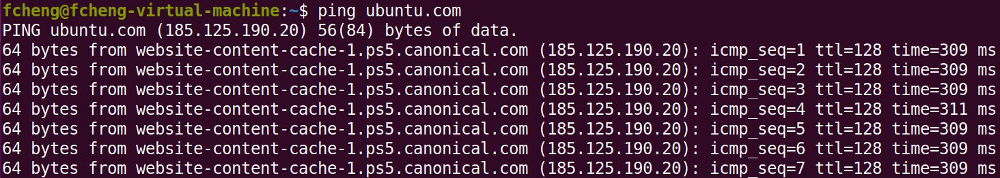 fcheng@fcheng-virtual-machine:~$ ping ubuntu.com
PING ubuntu.com (185.125.190.20) 56(84) bytes of data.
64 bytes from website-content-cache-1.ps5.canonical.com (185.125.190.20): icmp_seq=1 ttl=128 time=309 ms
64 bytes from website-content-cache-1.ps5.canonical.com (185.125.190.20): icmp_seq=2 ttl=128 time=309 ms
64 bytes from website-content-cache-1.ps5.canonical.com (185.125.190.20): icmp_seq=3 ttl=128 time=309 ms
64 bytes from website-content-cache-1.ps5.canonical.com (185.125.190.20): icmp_seq=4 ttl=128 time=311 ms
64 bytes from website-content-cache-1.ps5.canonical.com (185.125.190.20): icmp_seq=5 ttl=128 time=309 ms
64 bytes from website-content-cache-1.ps5.canonical.com (185.125.190.20): icmp_seq=6 ttl=128 time=309 ms
64 bytes from website-content-cache-1.ps5.canonical.com (185.125.190.20): icmp_seq=7 ttl=128 time=309 ms